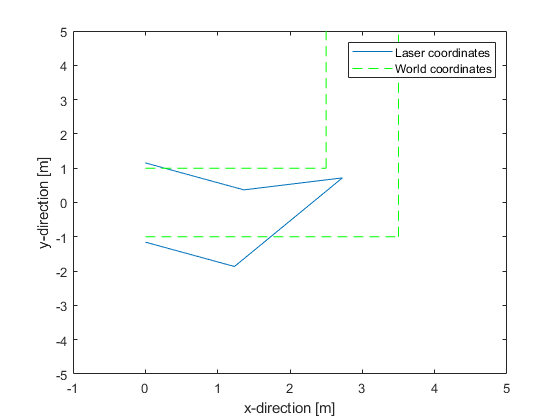 5
4
3
2
1
0
-1
-2
-3
-4
-5
y-direction [m]
Laser coordinates
World coordinates
-1 0 1 2 3 4 5
x-direction [m]